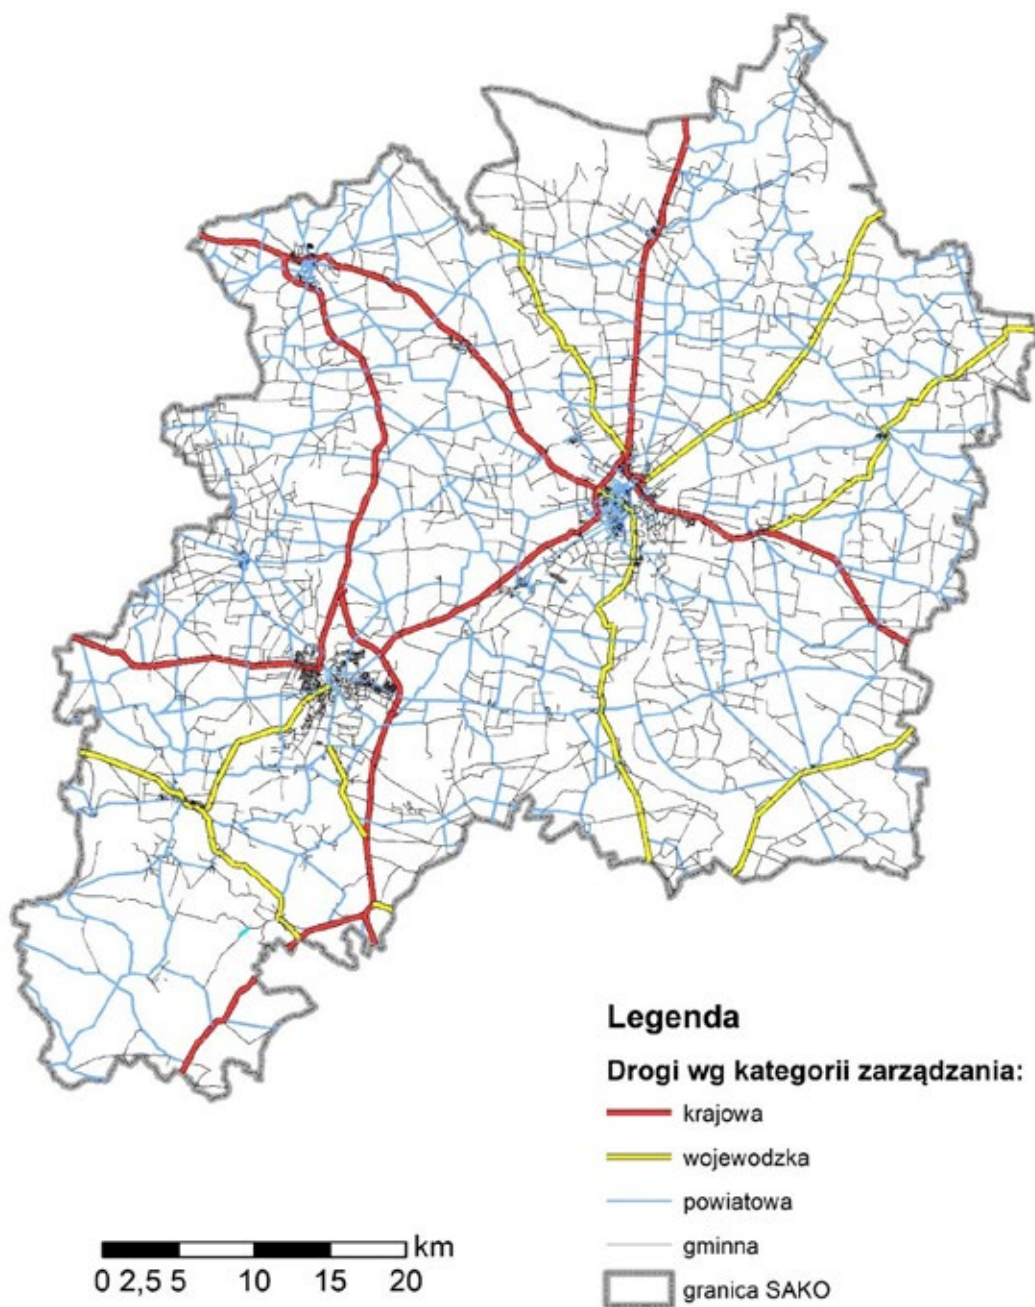 Legenda
Drogi wg kategorii zarządzania:
krajowa
wojewodzka
powiatowa
gminna
granica SAKO
km
0 2,5 5 10 15 20